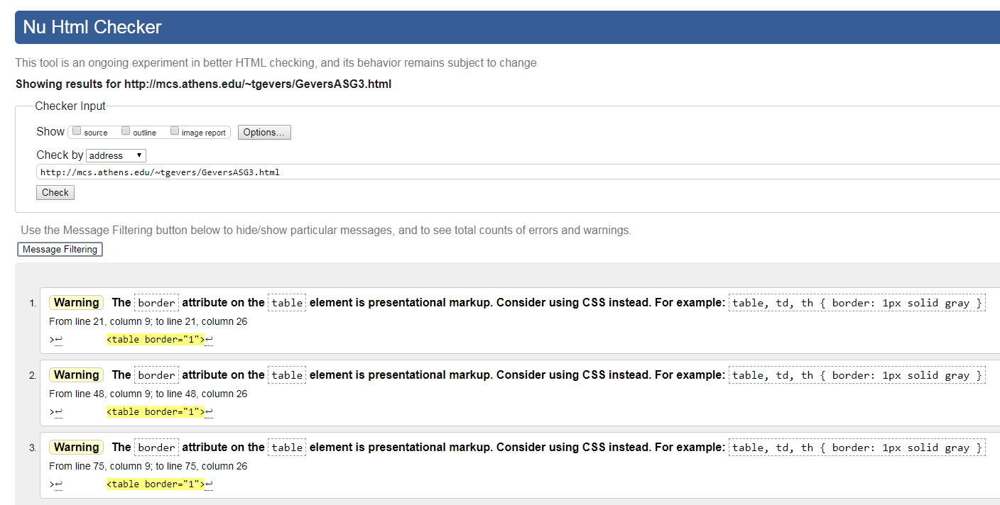 Nu Html Checker
This tool is an ongoing experiment in better HTML checking, and its behavior remains subject to change
Showing results for http://mcs.athens.edu/~tgevers/GeversASG3.html
Checker Input
Show source outline image report Options...
Check by address ▼
http://mcs.athens.edu/~tgevers/GeversASG3.html
Check
Use the Message Filtering button below to hide/show particular messages, and to see total counts of errors and warnings.
Message Filtering
1. Warning The border attribute on the table element is presentational markup. Consider using CSS instead. For example: table, td, th { border: 1px solid gray }
From line 21, column 9; to line 21, column 26
>↩ <table border="1">↩
2. Warning The border attribute on the table element is presentational markup. Consider using CSS instead. For example: table, td, th { border: 1px solid gray }
From line 48, column 9; to line 48, column 26
>↩ <table border="1">↩
3. Warning The border attribute on the table element is presentational markup. Consider using CSS instead. For example: table, td, th { border: 1px solid gray }
From line 75, column 9; to line 75, column 26
>↩ <table border="1">↩